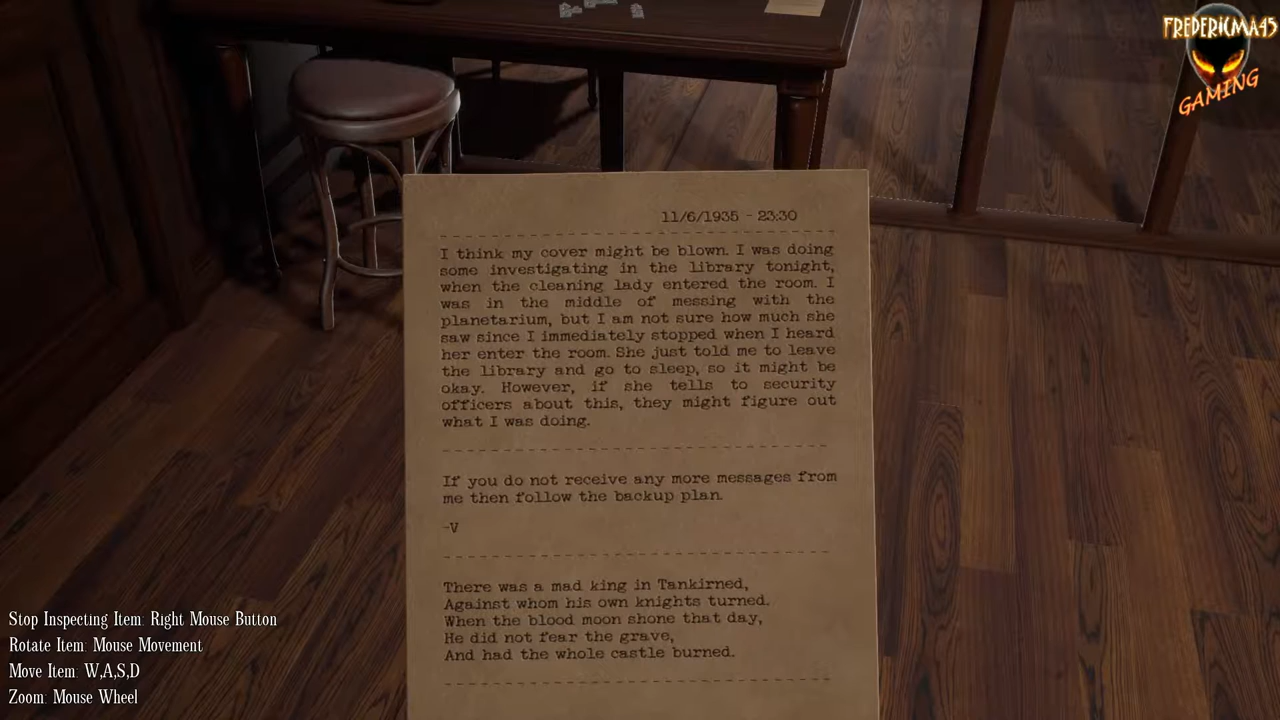 FREDERICMA45
GAMING
11/6/1935 - 23:30
I think my cover might be blown. I was doing
some investigating in the library tonight,
when the cleaning lady entered the room. I
was in the middle of messing with the
planetarium, but I am not sure how much she
saw since I immediately stopped when I heard
her enter the room. She just told me to leave
the library and go to sleep, so it might be
okay. However, if she tells to security
officers about this, they might figure out
what I was doing.
If you do not receive any more messages from
me then follow the backup plan.
-V
There was a mad king in Tankirned,
Against whom his own knights turned.
When the blood moon shone that day,
He did not fear the grave,
And had the whole castle burned.
Stop Inspecting Item: Right Mouse Button
Rotate Item: Mouse Movement
Move Item: W,A,S,D
Zoom: Mouse Wheel